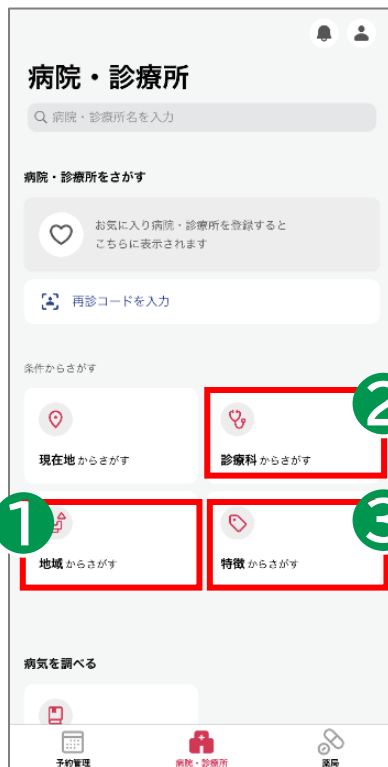 病院・診療所
病院・診療所名を入力
病院・診療所をさがす
お気に入り病院・診療所を登録すると
こちらに表示されます
再診コードを入力
条件からさがす
現在地 からさがす
2
診療科 からさがす
1
地域 からさがす
3
特徴 からさがす
病気を調べる
予約管理
病院・診療所
薬局